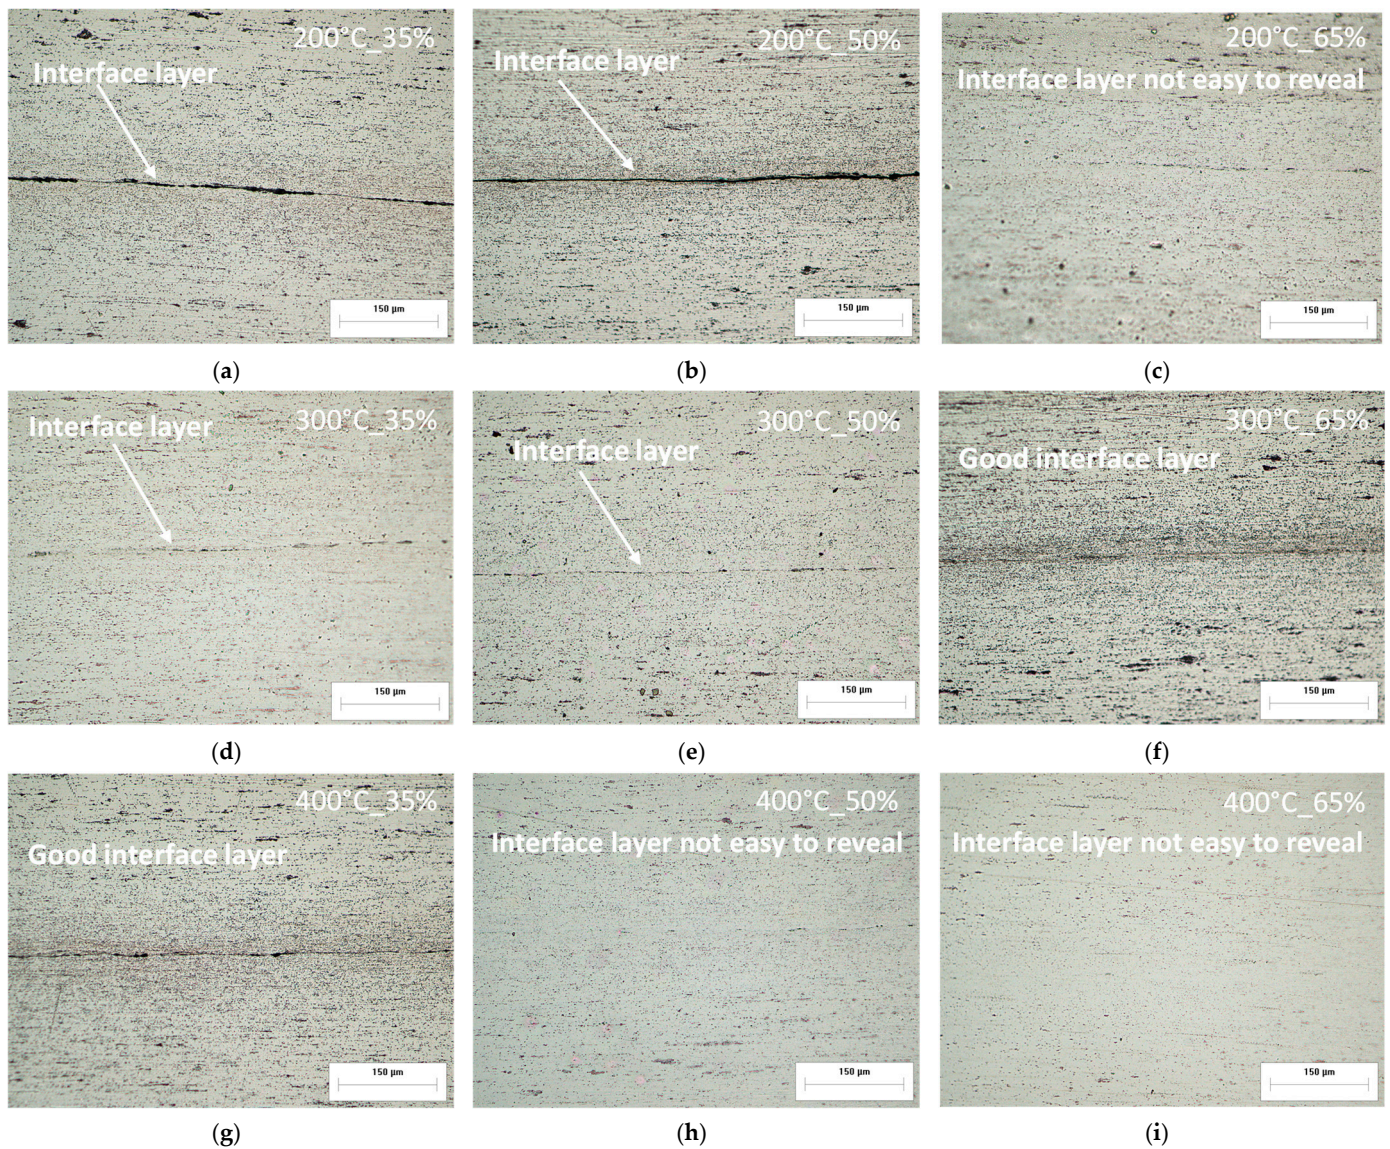 200°C_35%
Interface layer
150 µm
(a)
200°C_50%
Interface layer
150 µm
(b)
200°C_65%
Interface layer not easy to reveal
150 µm
(c)
300°C_35%
Interface layer
150 µm
(d)
300°C_50%
Interface layer
150 µm
(e)
300°C_65%
Good interface layer
150 µm
(f)
400°C_35%
Good interface layer
150 µm
(g)
400°C_50%
Interface layer not easy to reveal
150 µm
(h)
400°C_65%
Interface layer not easy to reveal
150 µm
(i)